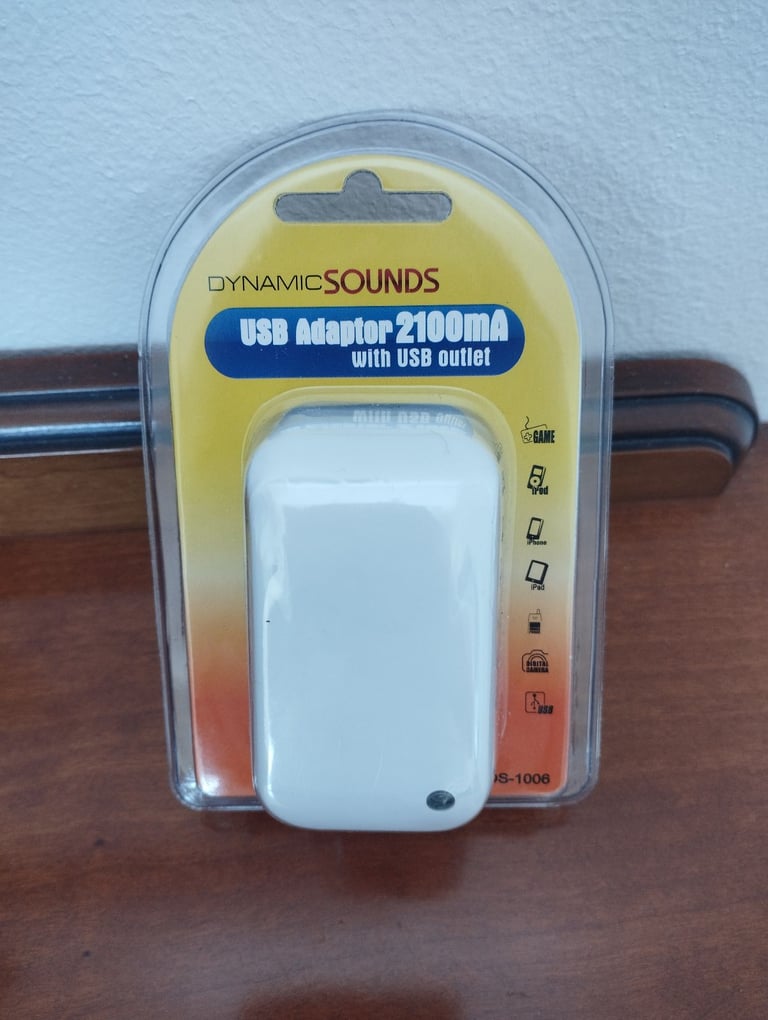 DYNAMICSOUNDS
USB Adaptor 2100mA
with USB outlet
GAME
iPod
iPhone
iPad
DIGITAL
CAMERA
USB
DS-1006